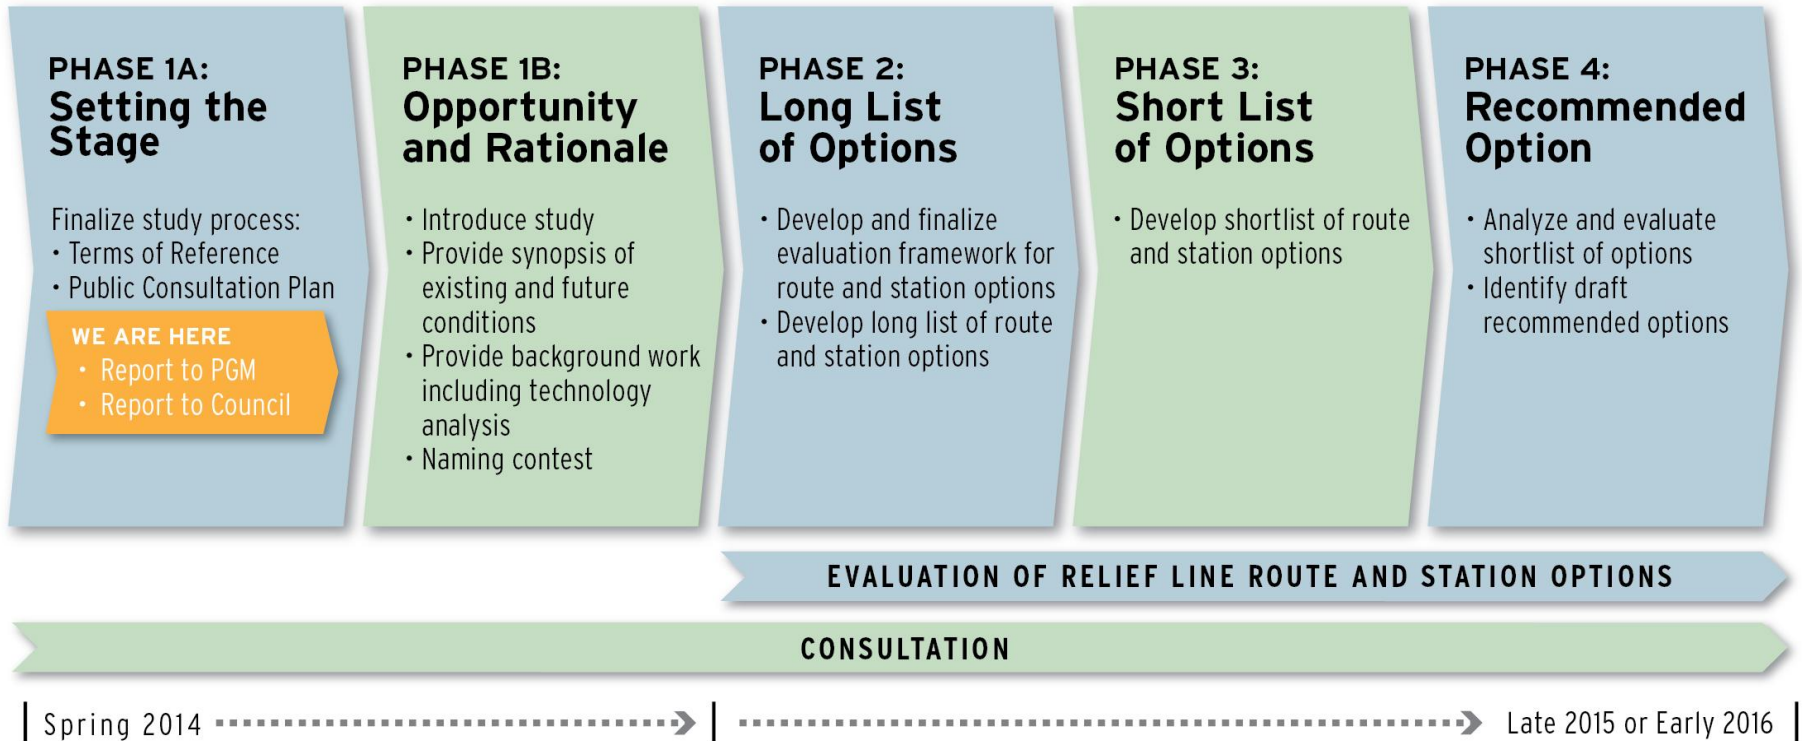 PHASE 1A:
Setting the
Stage
Finalize study process:
• Terms of Reference
• Public Consultation Plan
WE ARE HERE
• Report to PGM
• Report to Council
PHASE 1B:
Opportunity
and Rationale
• Introduce study
• Provide synopsis of
existing and future
conditions
• Provide background work
including technology
analysis
• Naming contest
PHASE 2:
Long List
of Options
• Develop and finalize
evaluation framework for
route and station options
• Develop long list of route
and station options
PHASE 3:
Short List
of Options
• Develop shortlist of route
and station options
PHASE 4:
Recommended
Option
• Analyze and evaluate
shortlist of options
• Identify draft
recommended options
EVALUATION OF RELIEF LINE ROUTE AND STATION OPTIONS
CONSULTATION
Spring 2014
Late 2015 or Early 2016